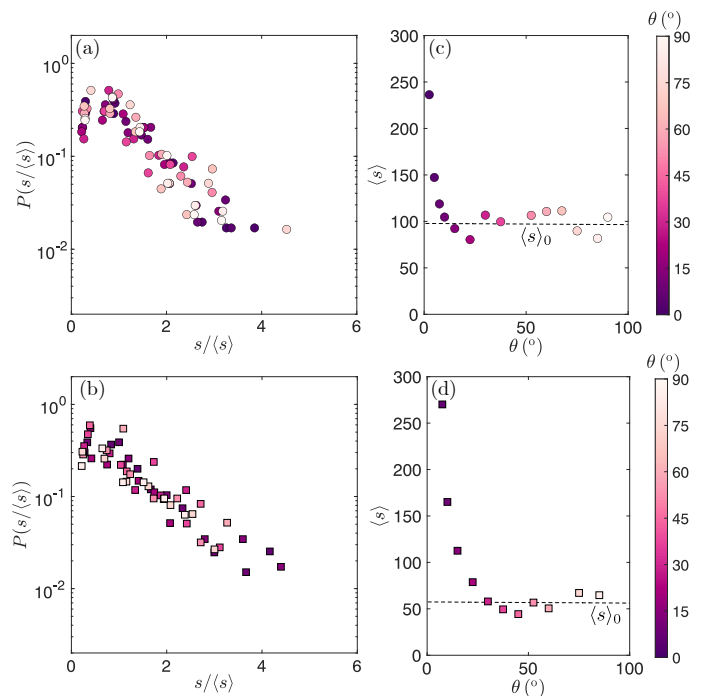 (a)
10^0
10^-1
10^-2
P(s/⟨s⟩)
0 2 4 6
s/⟨s⟩
(c)
300
250
200
150
100
50
0
⟨s⟩
⟨s⟩_0
0 50 100
θ (°)
θ (°)
90
75
60
45
30
15
0
(b)
10^0
10^-1
10^-2
P(s/⟨s⟩)
0 2 4 6
s/⟨s⟩
(d)
300
250
200
150
100
50
0
⟨s⟩
⟨s⟩_0
0 50 100
θ (°)
θ (°)
90
75
60
45
30
15
0